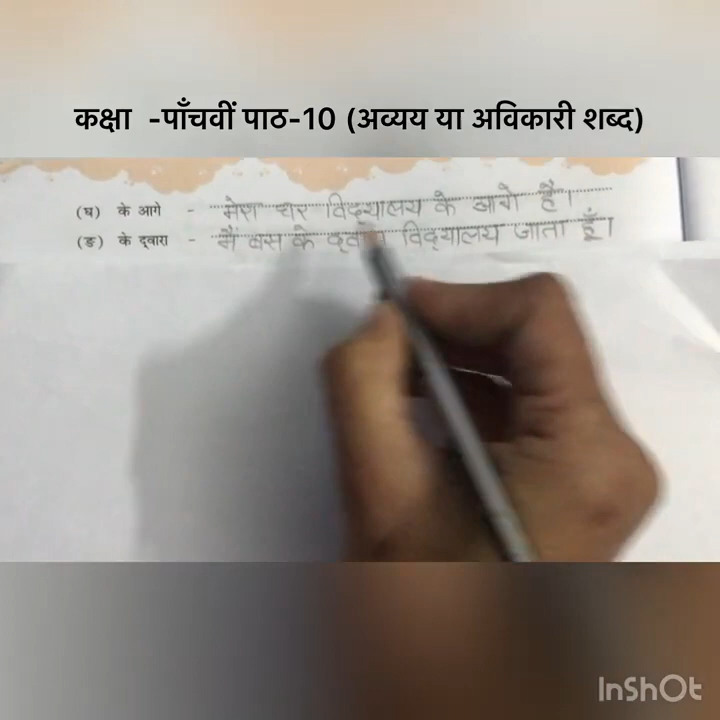 कक्षा -पाँचवीं पाठ-10 (अव्यय या अविकारी शब्द)
(घ) के आगे - मेरा घर विद्यालय के आगे है।
(ङ) के द्वारा - मैं बस के द्वारा विद्यालय जाता हूँ।
InShOt